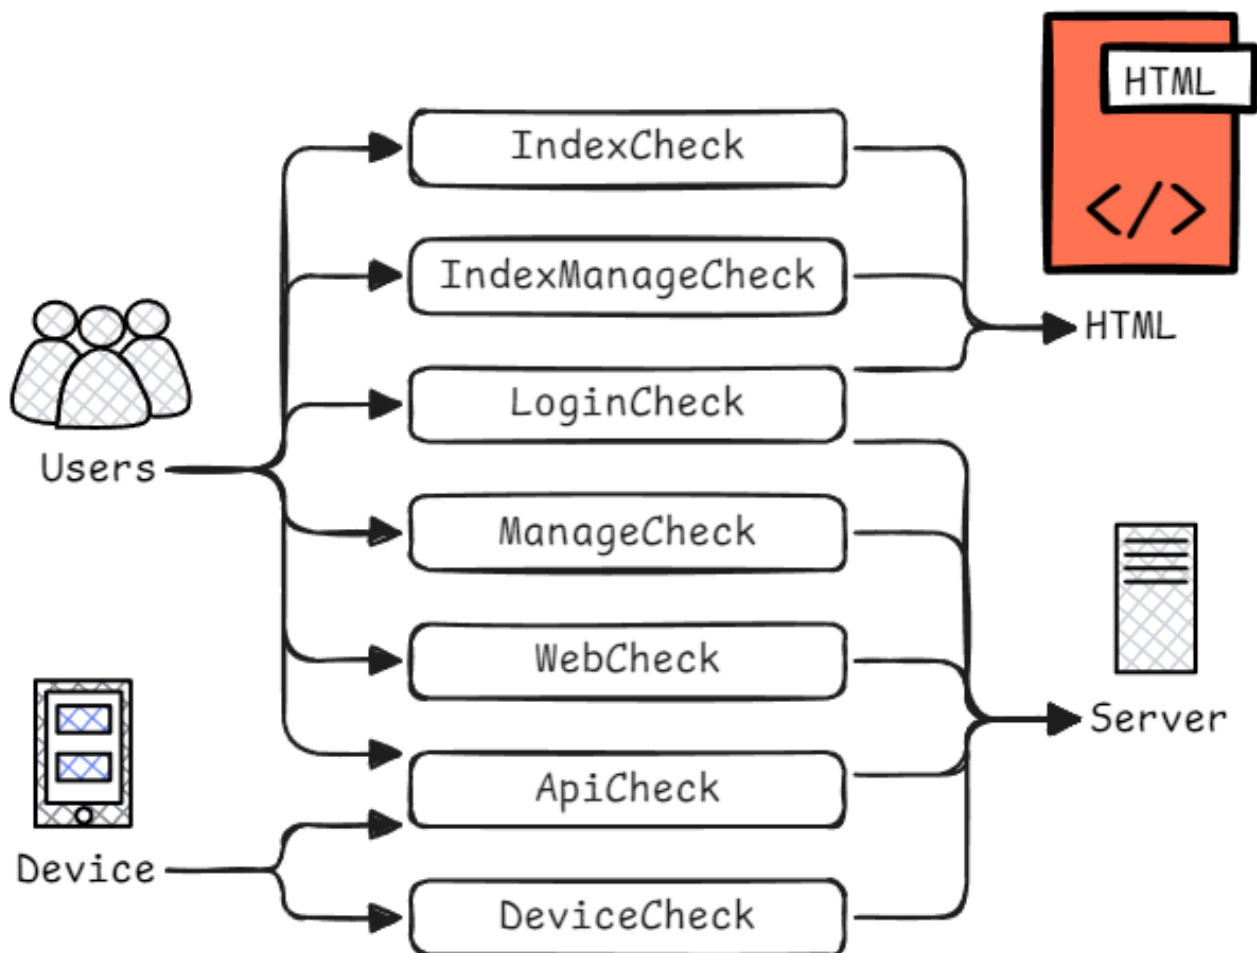 HTML
</>
IndexCheck
IndexManageCheck
HTML
LoginCheck
Users
ManageCheck
WebCheck
Server
ApiCheck
Device
DeviceCheck